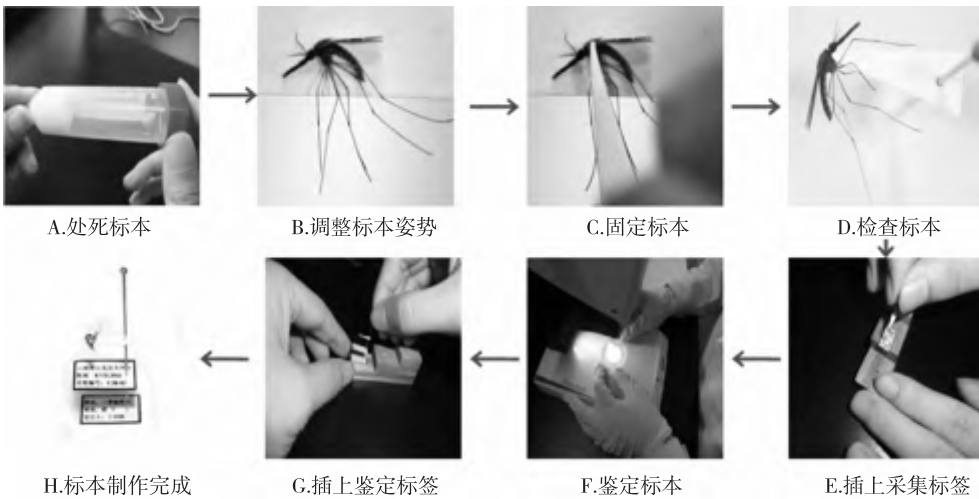 A.处死标本
B.调整标本姿势
C.固定标本
D.检查标本
H.标本制作完成
G.插上鉴定标签
F.鉴定标本
E.插上采集标签